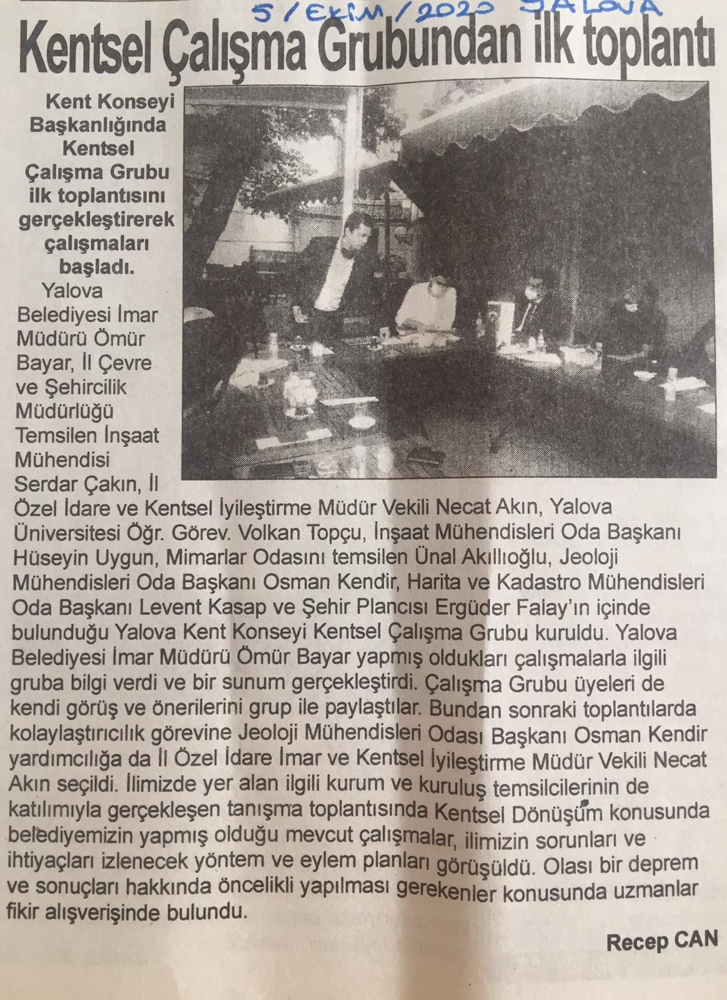 5/EKİM/2020 YALOVA
Kentsel Çalışma Grubundan ilk toplantı
Kent Konseyi
Başkanlığında
Kentsel
Çalışma Grubu
ilk toplantısını
gerçekleştirerek
çalışmaları
başladı.
Yalova
Belediyesi İmar
Müdürü Ömür
Bayar, İl Çevre
ve Şehircilik
Müdürlüğü
Temsilen İnşaat
Mühendisi
Serdar Çakın, İl
Özel İdare ve Kentsel İyileştirme Müdür Vekili Necat Akın, Yalova
Üniversitesi Öğr. Görev. Volkan Topçu, İnşaat Mühendisleri Oda Başkanı
Hüseyin Uygun, Mimarlar Odasını temsilen Ünal Akıllıoğlu, Jeoloji
Mühendisleri Oda Başkanı Osman Kendir, Harita ve Kadastro Mühendisleri
Oda Başkanı Levent Kasap ve Şehir Plancısı Ergüder Falay'ın içinde
bulunduğu Yalova Kent Konseyi Kentsel Çalışma Grubu kuruldu. Yalova
Belediyesi İmar Müdürü Ömür Bayar yapmış oldukları çalışmalarla ilgili
gruba bilgi verdi ve bir sunum gerçekleştirdi. Çalışma Grubu üyeleri de
kendi görüş ve önerilerini grup ile paylaştılar. Bundan sonraki toplantılarda
kolaylaştırıcılık görevine Jeoloji Mühendisleri Odası Başkanı Osman Kendir
yardımcılığa da İl Özel İdare İmar ve Kentsel İyileştirme Müdür Vekili Necat
Akın seçildi. İlimizde yer alan ilgili kurum ve kuruluş temsilcilerinin de
katılımıyla gerçekleşen tanışma toplantısında Kentsel Dönüşüm konusunda
belediyemizin yapmış olduğu mevcut çalışmalar, ilimizin sorunları ve
ihtiyaçları izlenecek yöntem ve eylem planları görüşüldü. Olası bir deprem
ve sonuçları hakkında öncelikli yapılması gerekenler konusunda uzmanlar
fikir alışverişinde bulundu.
Recep CAN